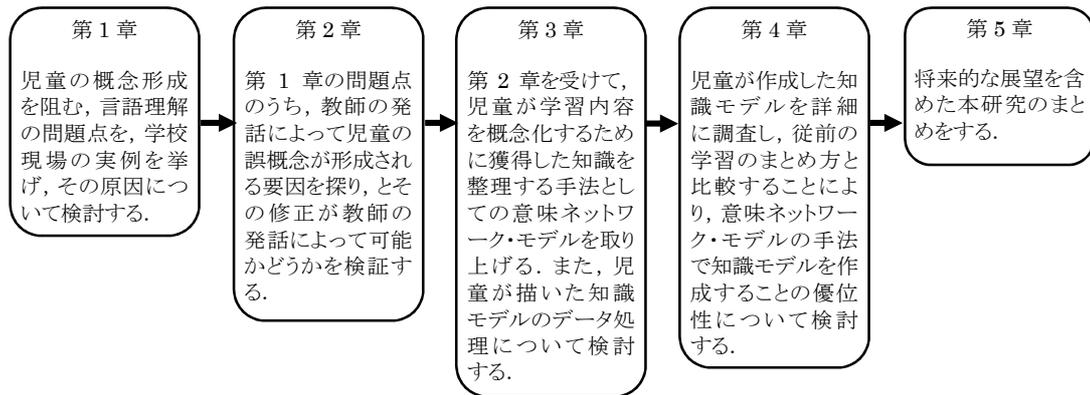 第1章
児童の概念形成
を阻む, 言語理解
の問題点を, 学校
現場の実例を挙
げ, その原因につ
いて検討する.
第2章
第 1 章の問題点
のうち, 教師の発
話によって児童の
誤概念が形成され
る要因を探り, とそ
の修正が教師の
発話によって可能
かどうかを検証す
る.
第3章
第 2 章を受けて,
児童が学習内容
を概念化するため
に獲得した知識を
整理する手法とし
ての意味ネットワ
ーク・モデルを取り
上げる. また, 児
童が描いた知識
モデルのデータ処
理について検討
する.
第4章
児童が作成した知
識モデルを詳細
に調査し, 従前の
学習のまとめ方と
比較することによ
り, 意味ネットワー
ク・モデルの手法
で知識モデルを作
成することの優位
性について検討
する.
第5章
将来的な展望を含
めた本研究のまと
めをする.